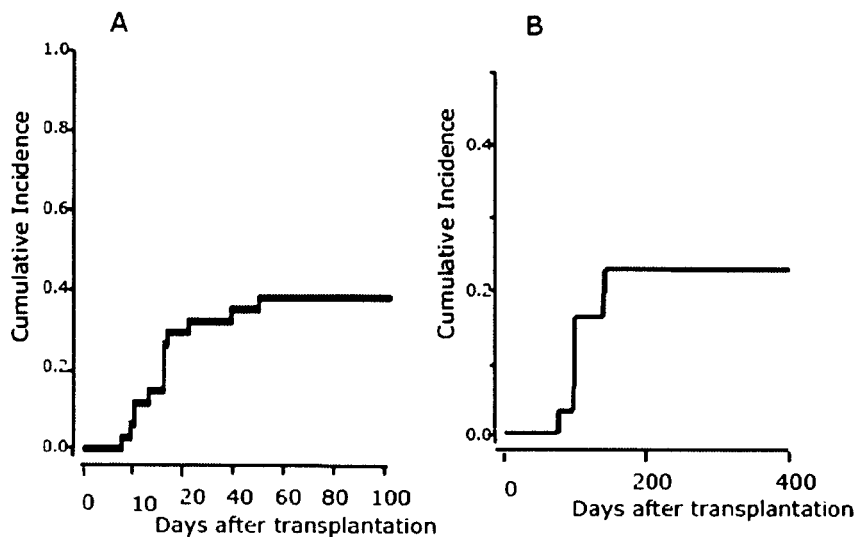 A
1.0
0.8
0.6
0.4
0.2
0.0
Cumulative Incidence
0 10 20 40 60 80 100
Days after transplantation
B
0.4
0.2
0.0
Cumulative Incidence
0 200 400
Days after transplantation